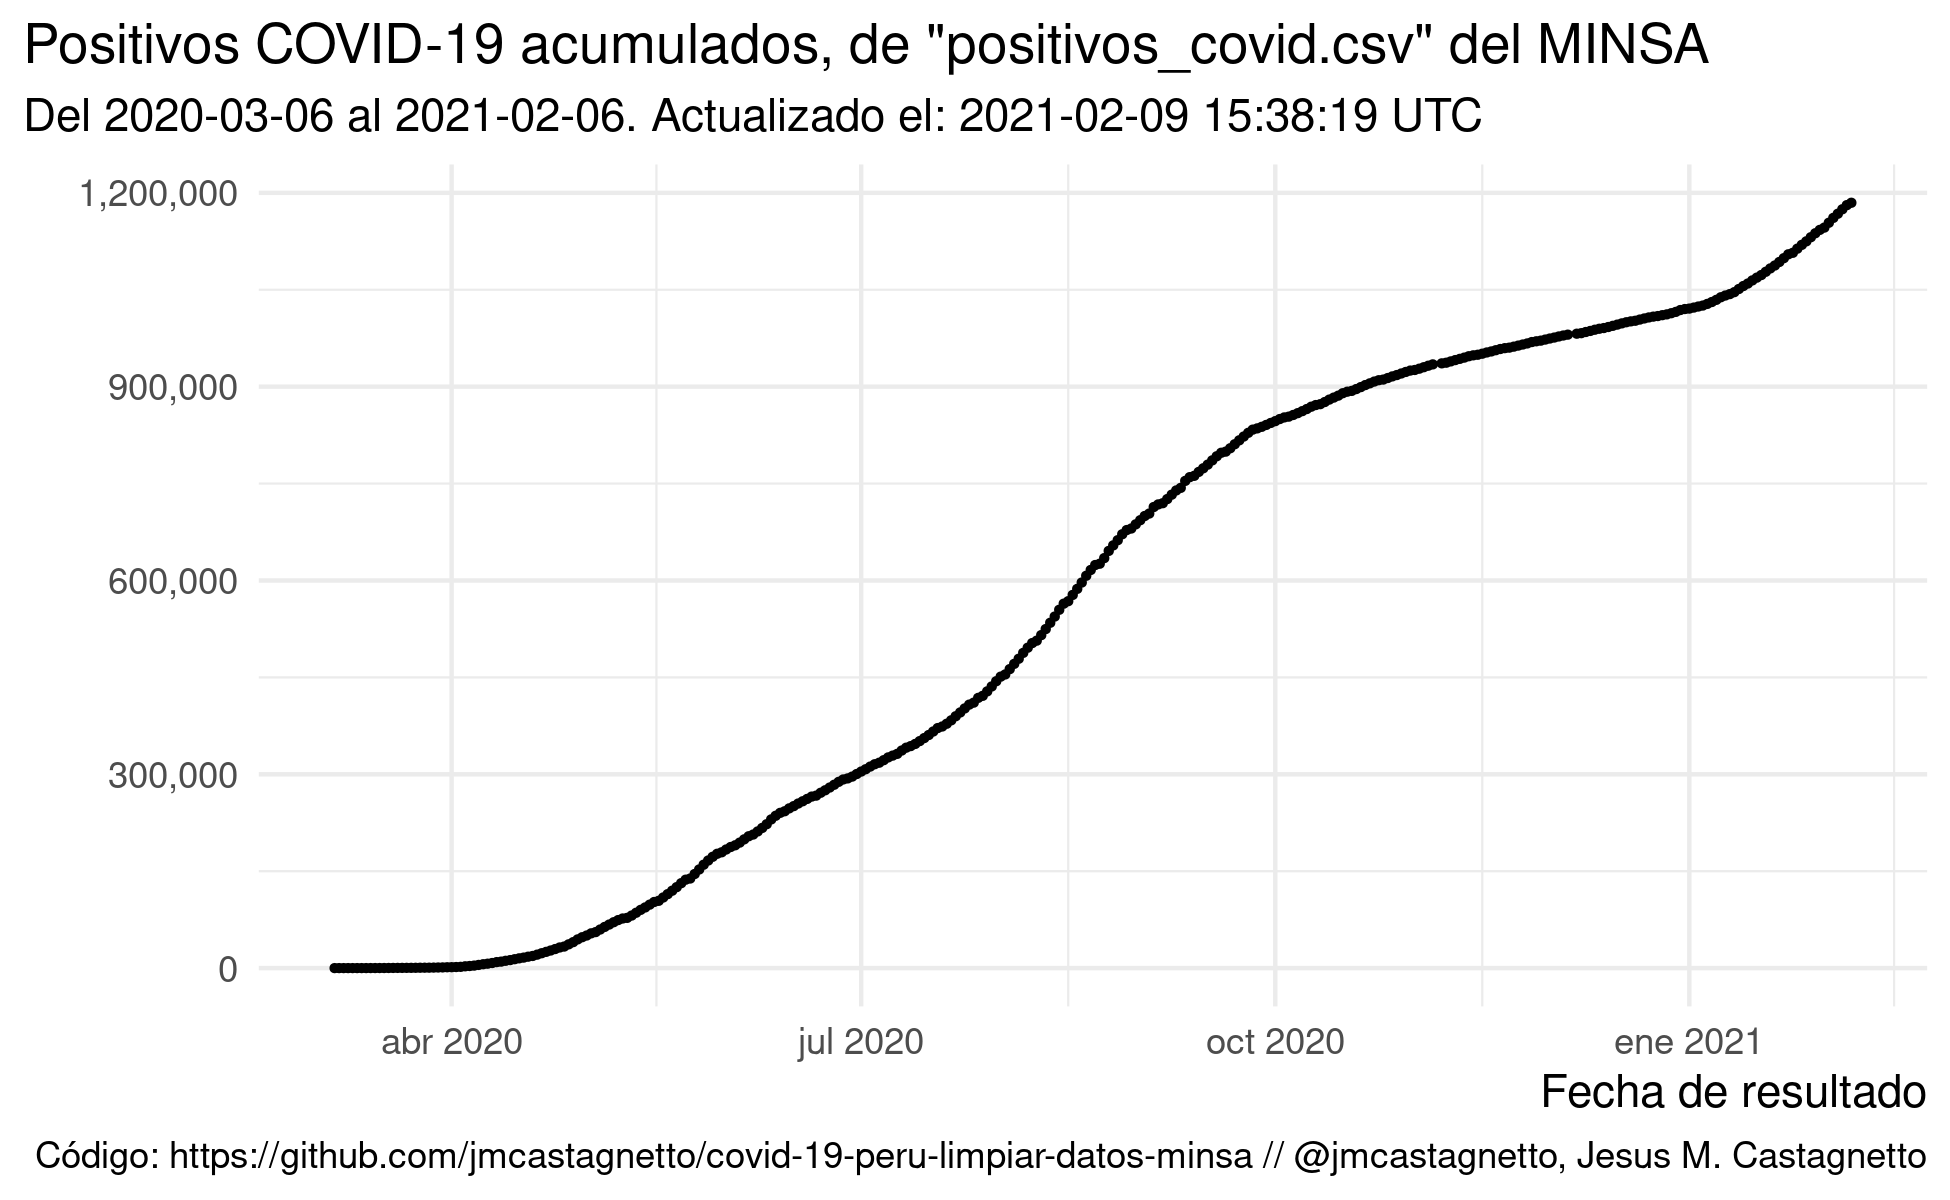 Positivos COVID-19 acumulados, de "positivos_covid.csv" del MINSA
Del 2020-03-06 al 2021-02-06. Actualizado el: 2021-02-09 15:38:19 UTC
1,200,000
900,000
600,000
300,000
0
abr 2020
jul 2020
oct 2020
ene 2021
Fecha de resultado
Código: https://github.com/jmcastagnetto/covid-19-peru-limpiar-datos-minsa // @jmcastagnetto, Jesus M. Castagnetto